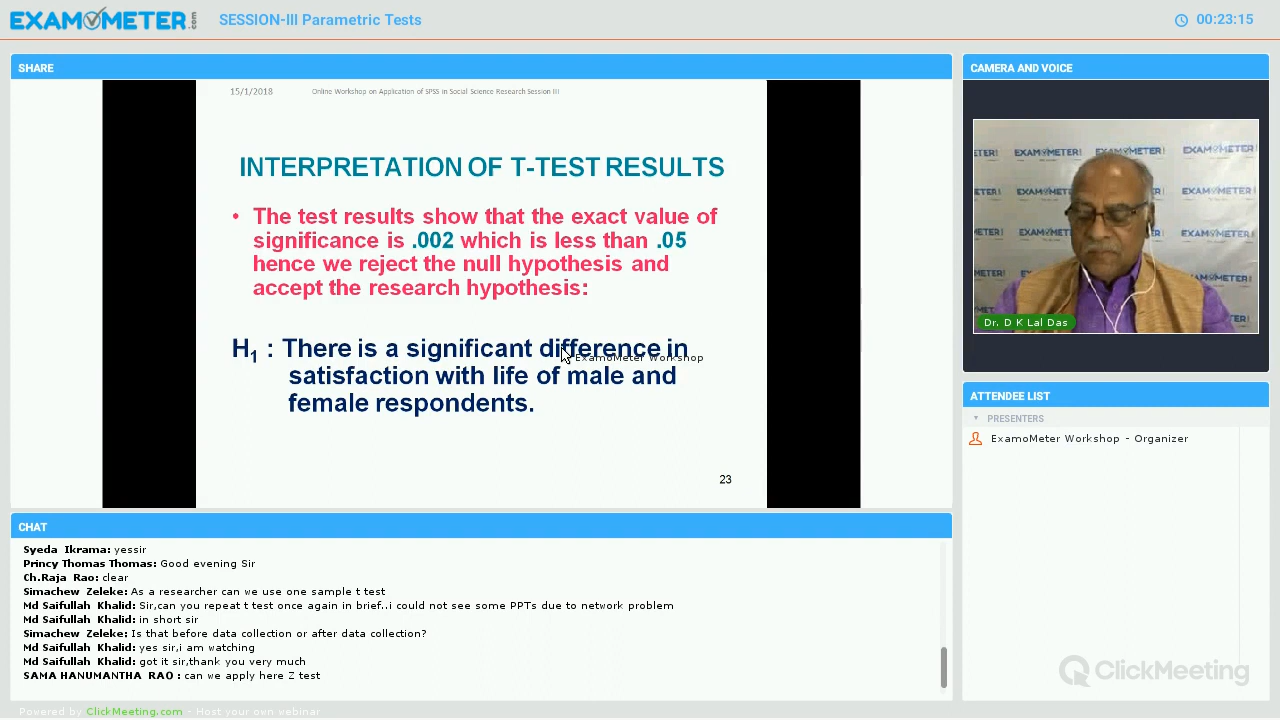 EXAMOMETER.com
SESSION-III Parametric Tests
00:23:15
SHARE
15/1/2018 Online Workshop on Application of SPSS in Social Science Research Session III
INTERPRETATION OF T-TEST RESULTS
• The test results show that the exact value of
significance is .002 which is less than .05
hence we reject the null hypothesis and
accept the research hypothesis:
H1 : There is a significant difference in
ExamoMeter Workshop
satisfaction with life of male and
female respondents.
23
CAMERA AND VOICE
Dr. D K Lal Das
ATTENDEE LIST
PRESENTERS
ExamoMeter Workshop - Organizer
CHAT
Syeda Ikrama: yessir
Princy Thomas Thomas: Good evening Sir
Ch.Raja Rao: clear
Simachew Zeleke: As a researcher can we use one sample t test
Md Saifullah Khalid: Sir,can you repeat t test once again in brief..i could not see some PPTs due to network problem
Md Saifullah Khalid: in short sir
Simachew Zeleke: Is that before data collection or after data collection?
Md Saifullah Khalid: yes sir,i am watching
Md Saifullah Khalid: got it sir,thank you very much
SAMA HANUMANTHA RAO : can we apply here Z test
ClickMeeting
Powered by ClickMeeting.com - Host your own webinar